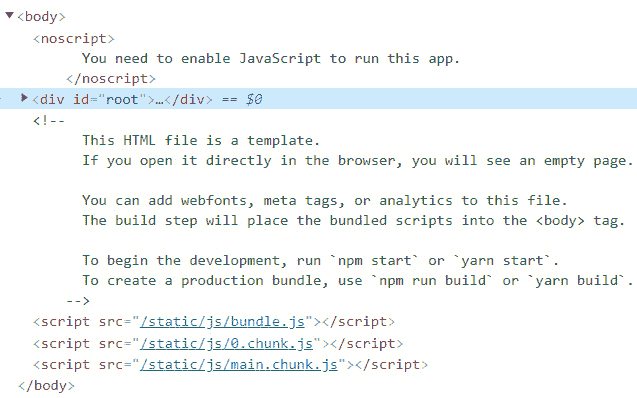 ▼<body>
<noscript>
You need to enable JavaScript to run this app.
</noscript>
▶<div id="root">…</div> == $0
<!--
This HTML file is a template.
If you open it directly in the browser, you will see an empty page.
You can add webfonts, meta tags, or analytics to this file.
The build step will place the bundled scripts into the <body> tag.
To begin the development, run `npm start` or `yarn start`.
To create a production bundle, use `npm run build` or `yarn build`.
-->
<script src="/static/js/bundle.js"></script>
<script src="/static/js/0.chunk.js"></script>
<script src="/static/js/main.chunk.js"></script>
</body>